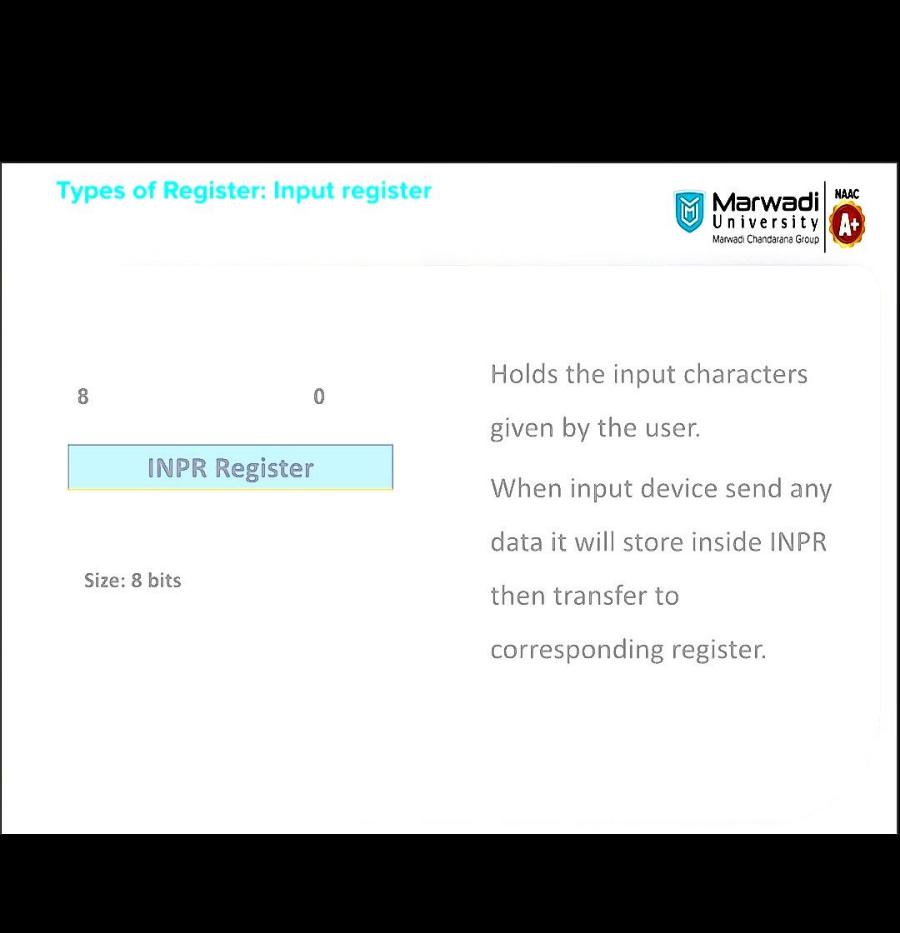 Types of Register: Input register
Marwadi
University
Marwadi Chandarana Group
NAAC
A+
8 0
INPR Register
Size: 8 bits
Holds the input characters
given by the user.
When input device send any
data it will store inside INPR
then transfer to
corresponding register.